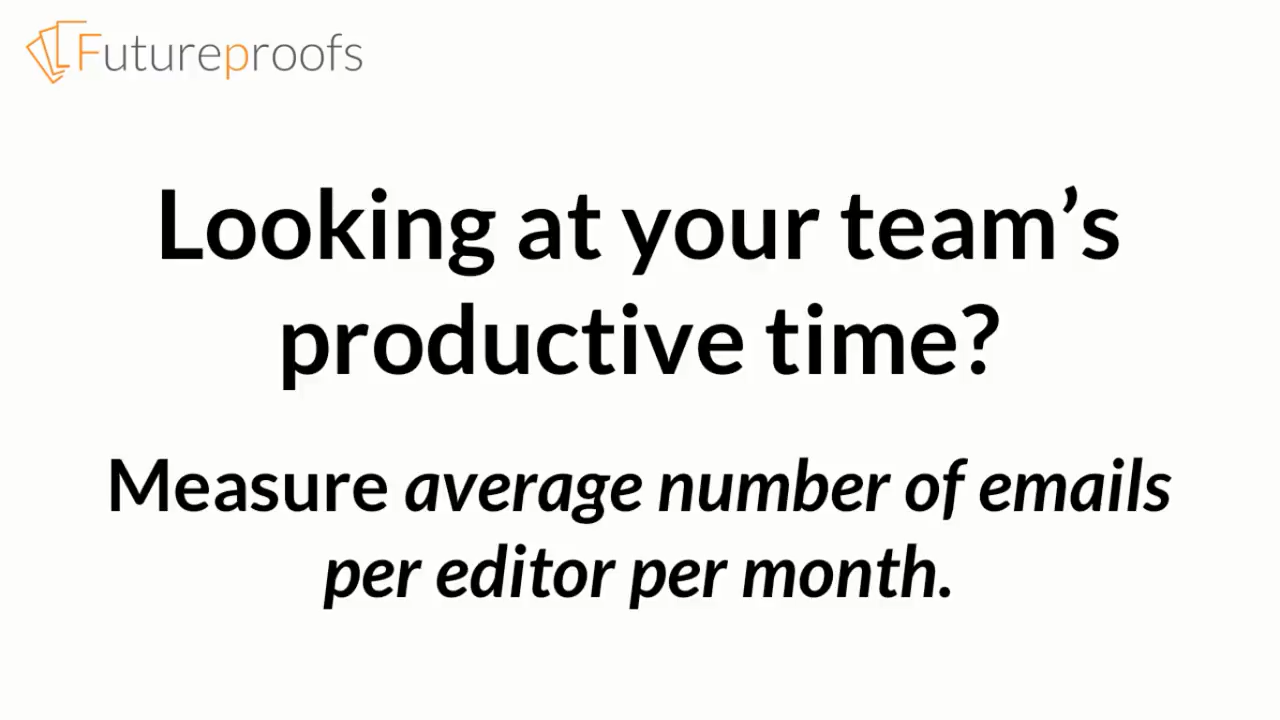 Futureproofs
Looking at your team’s
productive time?
Measure average number of emails
per editor per month.